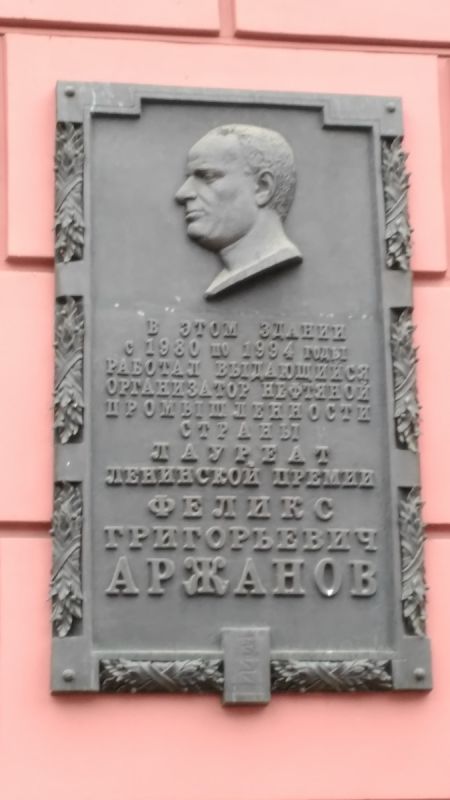 В ЭТОМ ЗДАНИИ
С 1980 ПО 1994 ГОДЫ
РАБОТАЛ ВЫДАЮЩИЙСЯ
ОРГАНИЗАТОР НЕФТЯНОЙ
ПРОМЫШЛЕННОСТИ
СТРАНЫ
ЛАУРЕАТ
ЛЕНИНСКОЙ ПРЕМИИ
ФЕЛИКС
ГРИГОРЬЕВИЧ
АРЖАНОВ